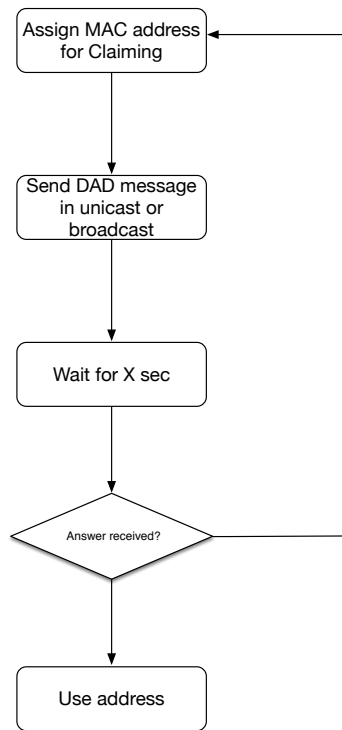 Assign MAC address
for Claiming
Send DAD message
in unicast or
broadcast
Wait for X sec
Answer received?
Use address